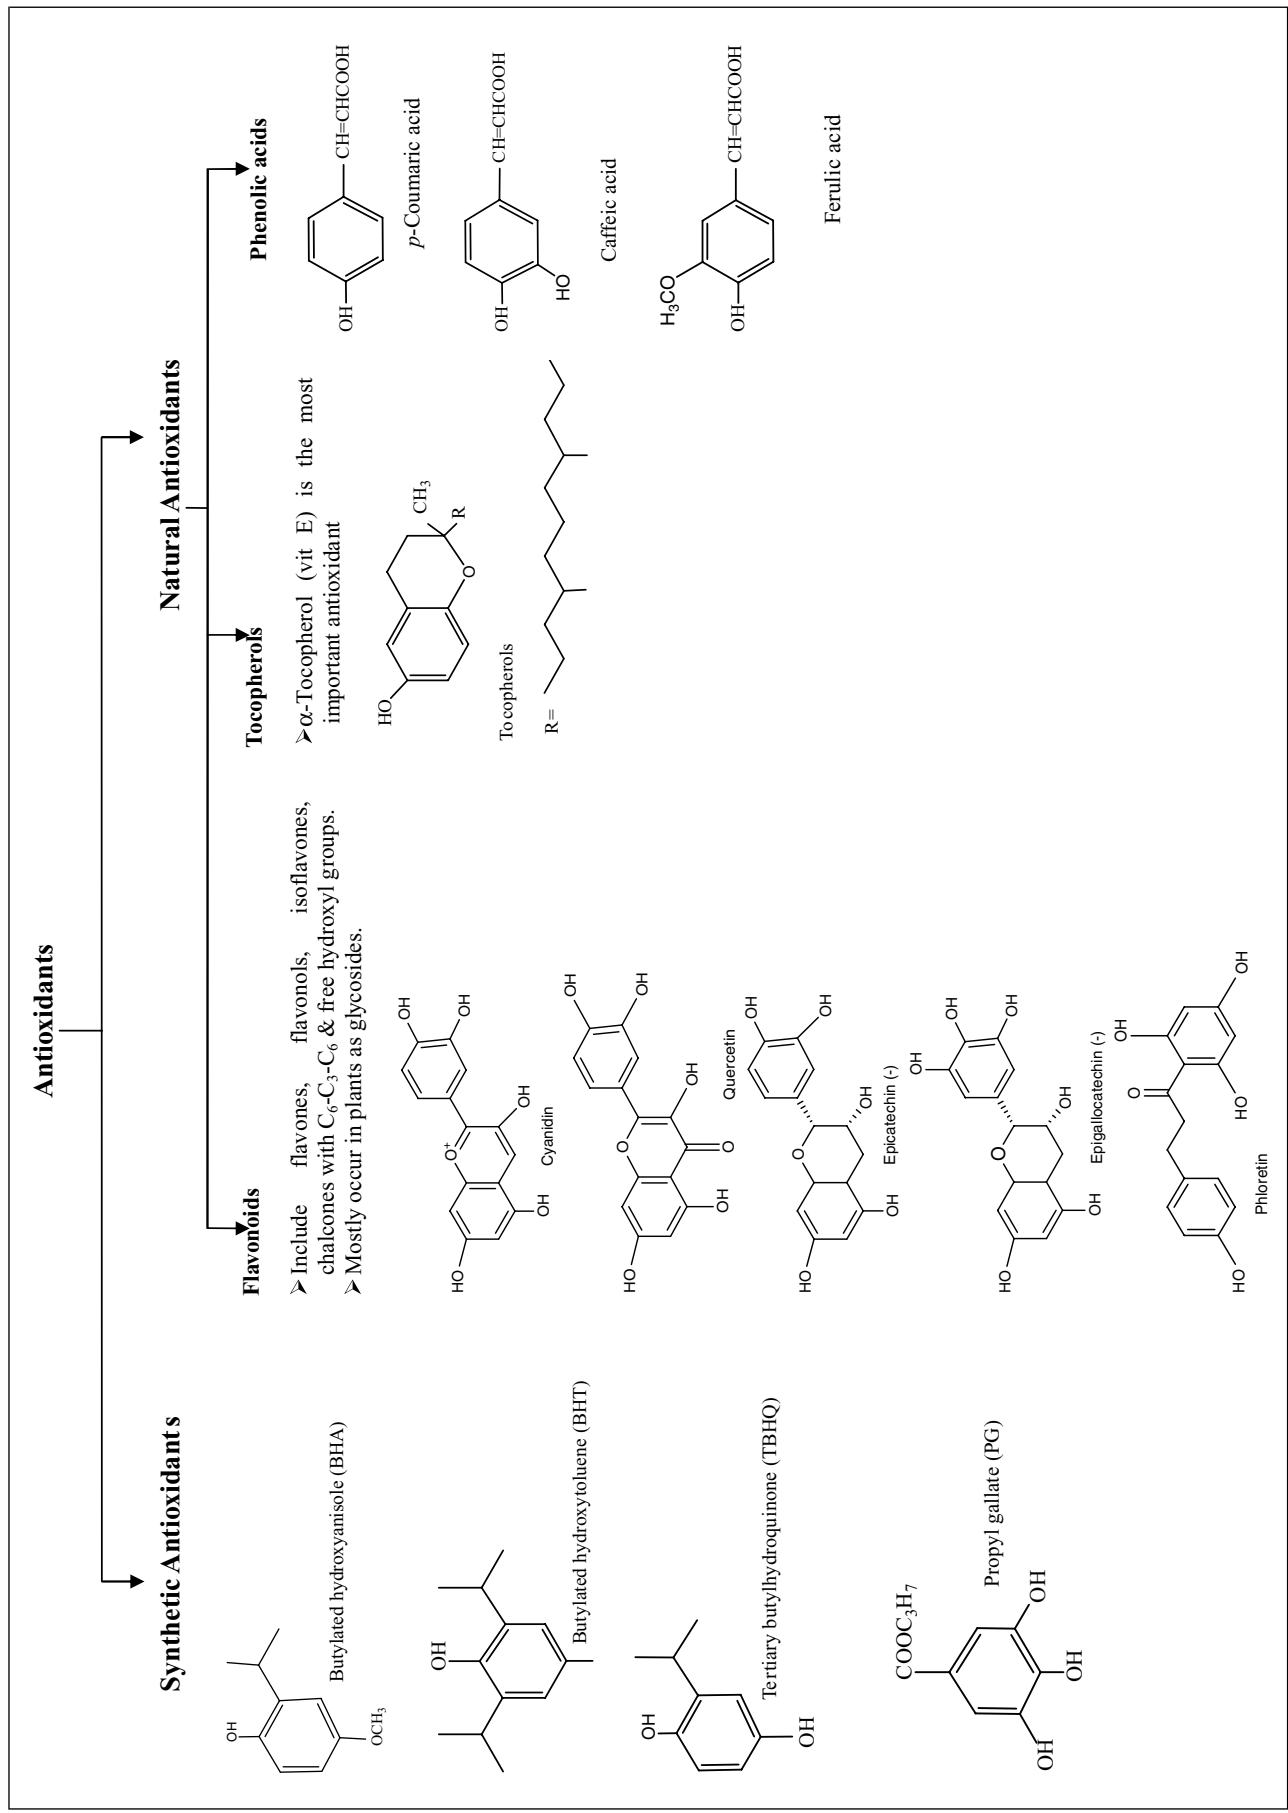 Antioxidants
Synthetic Antioxidants
OH
OCH3
Butylated hydroxyanisole (BHA)
OH
Butylated hydroxytoluene (BHT)
OH
OH
Tertiary butylhydroquinone (TBHQ)
COOC3H7
OH
OH
OH
Propyl gallate (PG)
Natural Antioxidants
Flavonoids
➢Include flavones, flavonols, isoflavones,
chalcones with C6-C3-C6 & free hydroxyl groups.
➢Mostly occur in plants as glycosides.
HO
O+
OH
OH
OH
OH
Cyanidin
HO
O
OH
O
OH
OH
OH
Quercetin
HO
O
OH
OH
OH
OH
Epicatechin (-)
HO
O
OH
OH
OH
OH
OH
Epigallocatechin (-)
HO
O
OH
HO
OH
Phloretin
Tocopherols
➢α-Tocopherol (vit E) is the most
important antioxidant
HO
O
CH3
R
Tocopherols
R=
Phenolic acids
OH
CH=CHCOOH
p-Coumaric acid
OH
HO
CH=CHCOOH
Caffeic acid
H3CO
OH
CH=CHCOOH
Ferulic acid